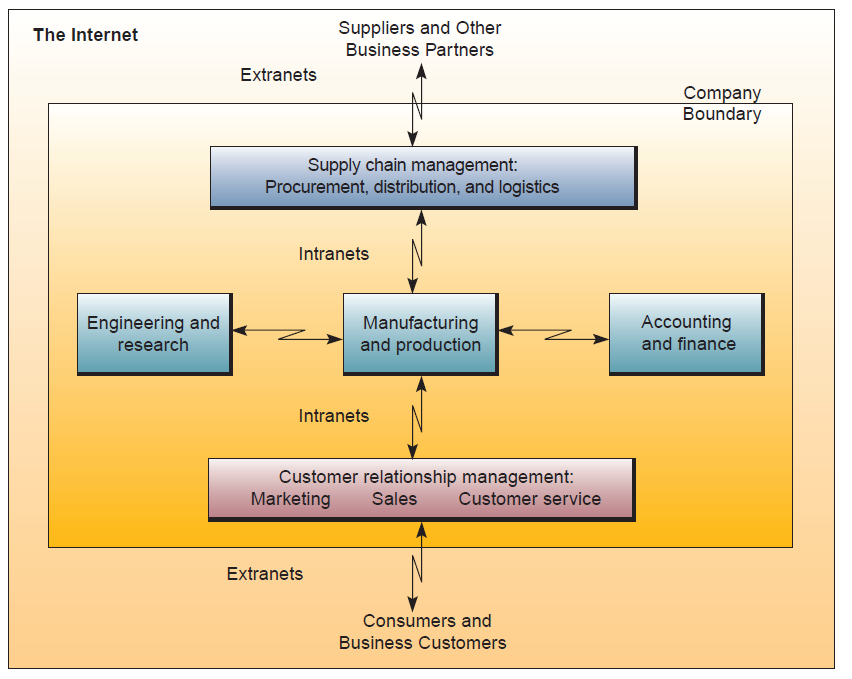 The Internet
Suppliers and Other
Business Partners
Extranets
Company
Boundary
Supply chain management:
Procurement, distribution, and logistics
Intranets
Engineering and
research
Manufacturing
and production
Accounting
and finance
Intranets
Customer relationship management:
Marketing Sales Customer service
Extranets
Consumers and
Business Customers